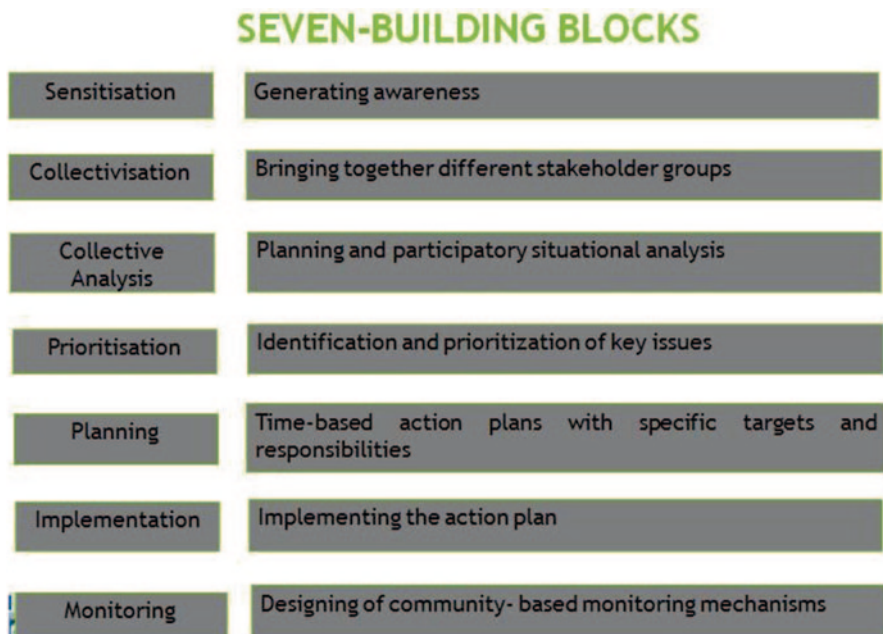 SEVEN-BUILDING BLOCKS
Sensitisation
Generating awareness
Collectivisation
Bringing together different stakeholder groups
Collective
Analysis
Planning and participatory situational analysis
Prioritisation
Identification and prioritization of key issues
Planning
Time-based action plans with specific targets and
responsibilities
Implementation
Implementing the action plan
Monitoring
Designing of community- based monitoring mechanisms